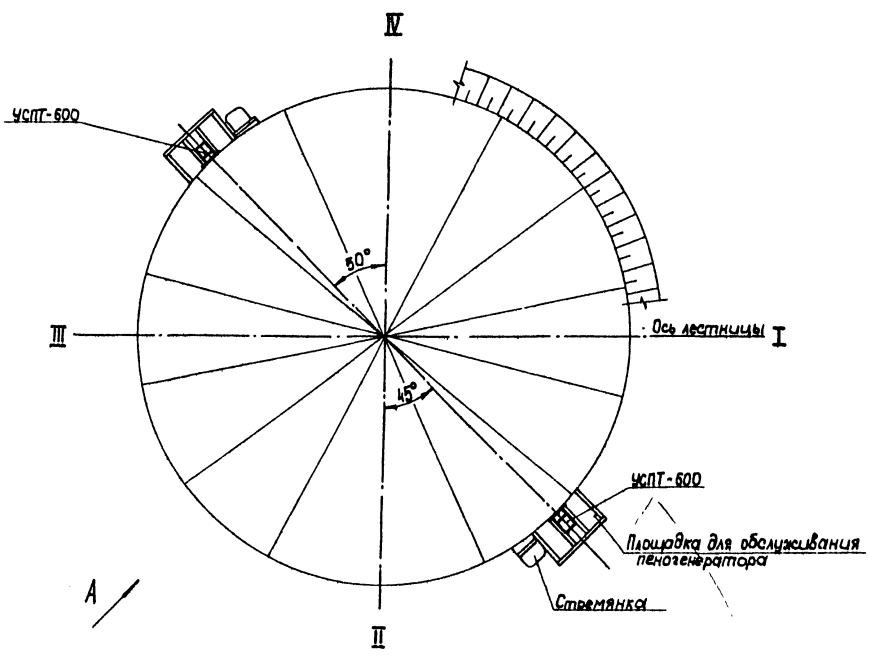 IV
УСПТ-600
50°
III
Ось лестницы
I
45°
УСПТ-600
Площадка для обслуживания
пеногенератора
А
Стремянка
II